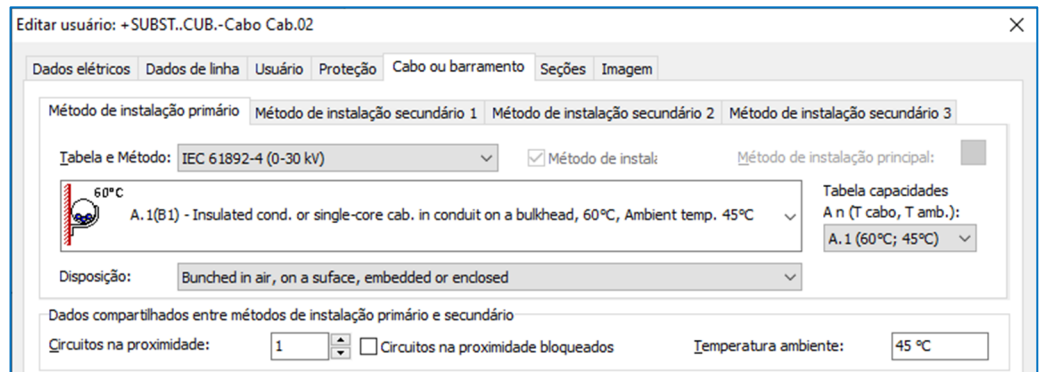 Editar usuário: +SUBST..CUB.-Cabo Cab.02
Dados elétricos Dados de linha Usuário Proteção Cabo ou barramento Seções Imagem
Método de instalação primário Método de instalação secundário 1 Método de instalação secundário 2 Método de instalação secundário 3
Tabela e Método: IEC 61892-4 (0-30 kV) Método de instala Método de instalação principal:
60°C
A.1(B1) - Insulated cond. or single-core cab. in conduit on a bulkhead, 60°C, Ambient temp. 45°C
Tabela capacidades
A n (T cabo, T amb.):
A.1 (60°C; 45°C)
Disposição: Bunched in air, on a suface, embedded or enclosed
Dados compartilhados entre métodos de instalação primário e secundário
Circuitos na proximidade: 1 Circuitos na proximidade bloqueados Temperatura ambiente: 45 °C